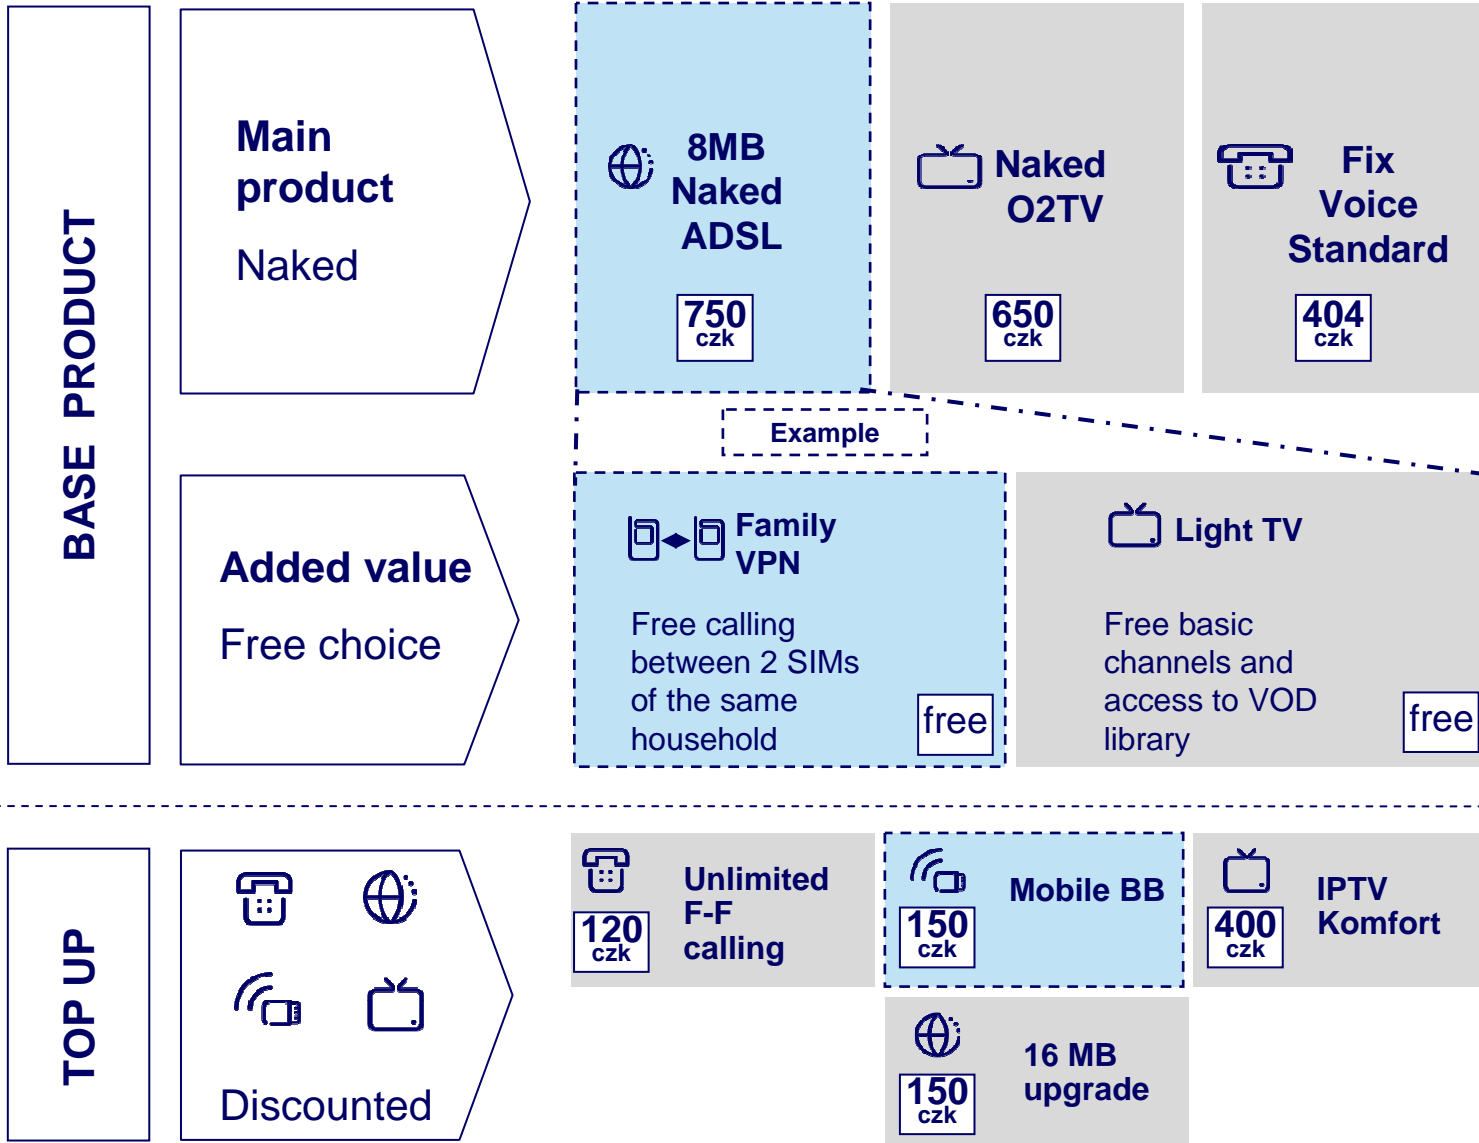 BASE PRODUCT
Main
product
Naked
8MB
Naked
ADSL
750
czk
Naked
O2TV
650
czk
Fix
Voice
Standard
404
czk
Example
Added value
Free choice
Family
VPN
Free calling
between 2 SIMs
of the same
household
free
Light TV
Free basic
channels and
access to VOD
library
free
TOP UP
Discounted
Unlimited
F-F
calling
120
czk
Mobile BB
150
czk
IPTV
Komfort
400
czk
16 MB
upgrade
150
czk